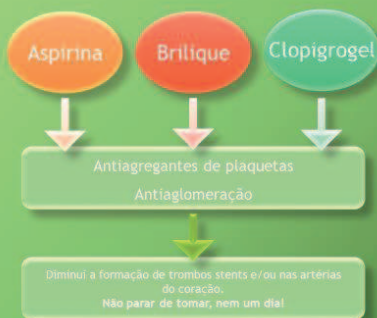 Aspirina
Brilique
Clopigrogel
Antiagregantes de plaquetas
Antiaglomeração
Diminui a formação de trombos stents e/ou nas artérias
do coração.
Não parar de tomar, nem um dia!